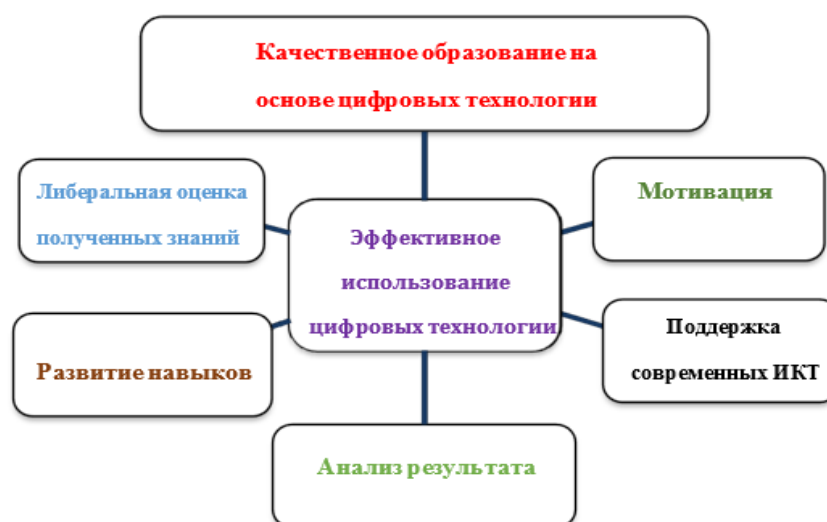 Качественное образование на
основе цифровых технологии
Либеральная оценка
полученных знаний
Мотивация
Эффективное
использование
цифровых технологии
Развитие навыков
Поддержка
современных ИКТ
Анализ результата